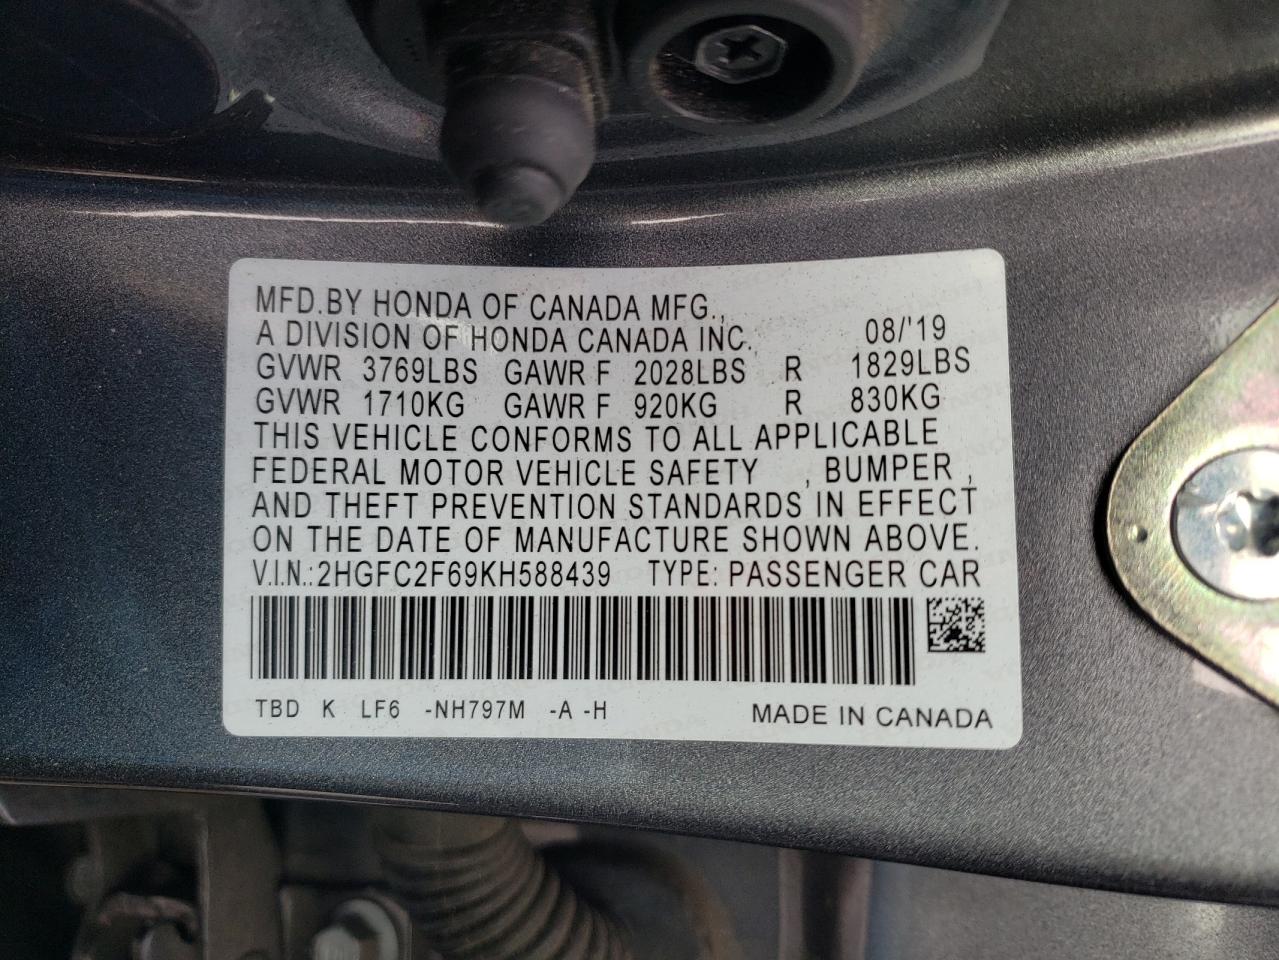 MFD.BY HONDA OF CANADA MFG.,
A DIVISION OF HONDA CANADA INC. 08/'19
GVWR 3769LBS GAWR F 2028LBS R 1829LBS
GVWR 1710KG GAWR F 920KG R 830KG
THIS VEHICLE CONFORMS TO ALL APPLICABLE
FEDERAL MOTOR VEHICLE SAFETY , BUMPER ,
AND THEFT PREVENTION STANDARDS IN EFFECT
ON THE DATE OF MANUFACTURE SHOWN ABOVE.
V.I.N.:2HGFC2F69KH588439 TYPE: PASSENGER CAR
TBD K LF6 -NH797M -A -H MADE IN CANADA